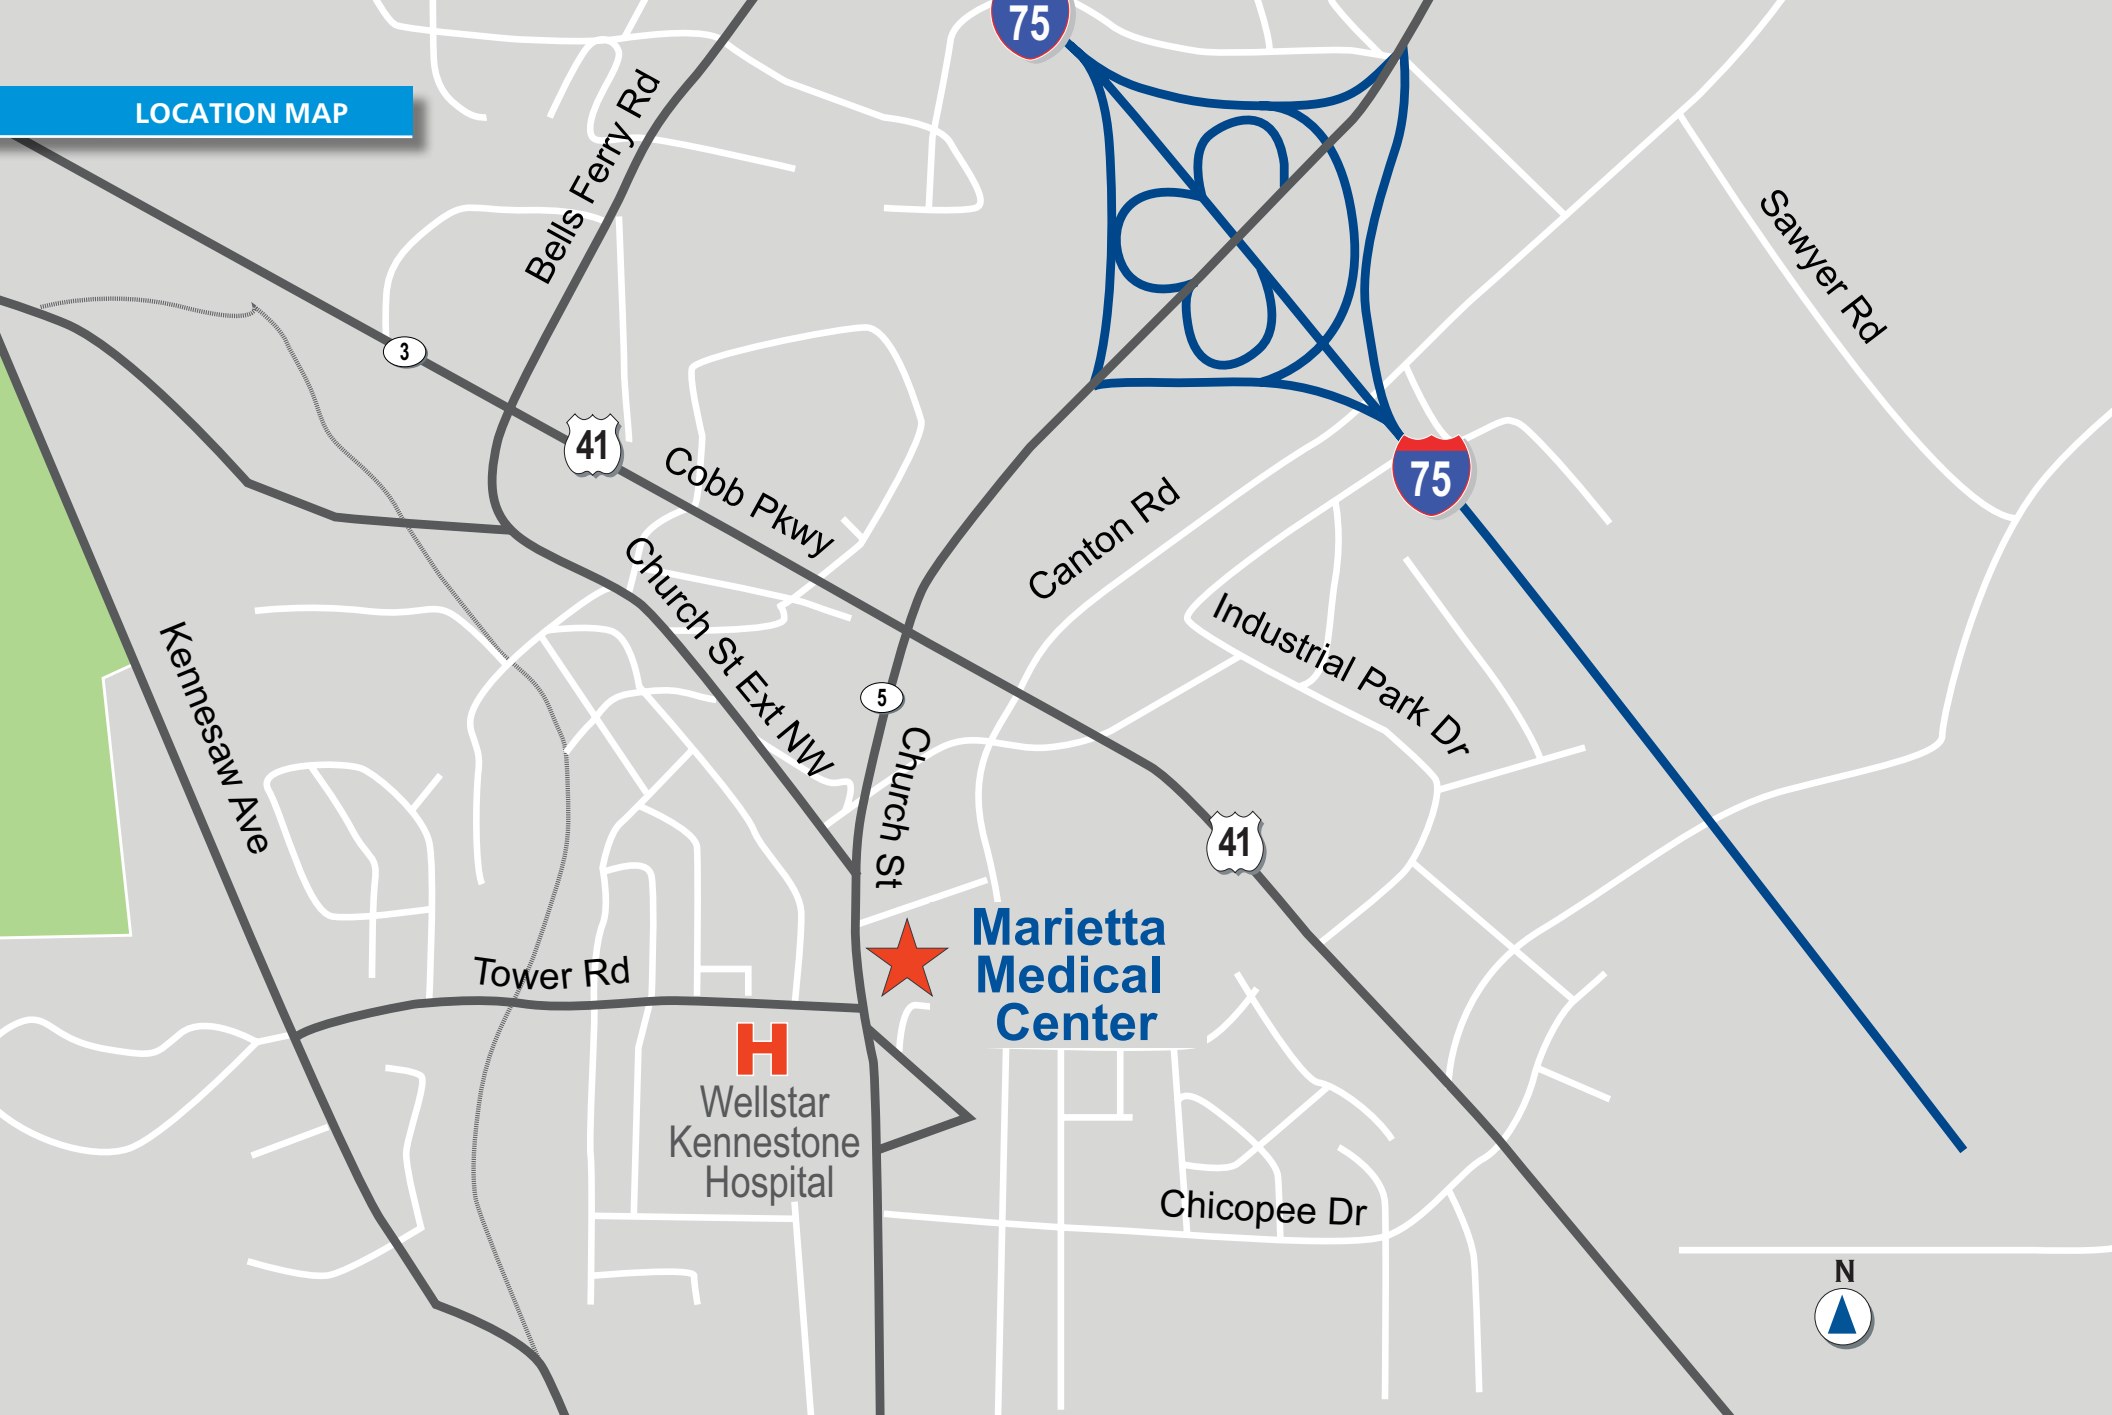 75
LOCATION MAP
Bells Ferry Rd
Sawyer Rd
3
41
Cobb Pkwy
75
Canton Rd
Church St Ext NW
Industrial Park Dr
Kennesaw Ave
5
Church St
41
Marietta
Medical
Center
Tower Rd
H
Wellstar
Kennestone
Hospital
Chicopee Dr
N